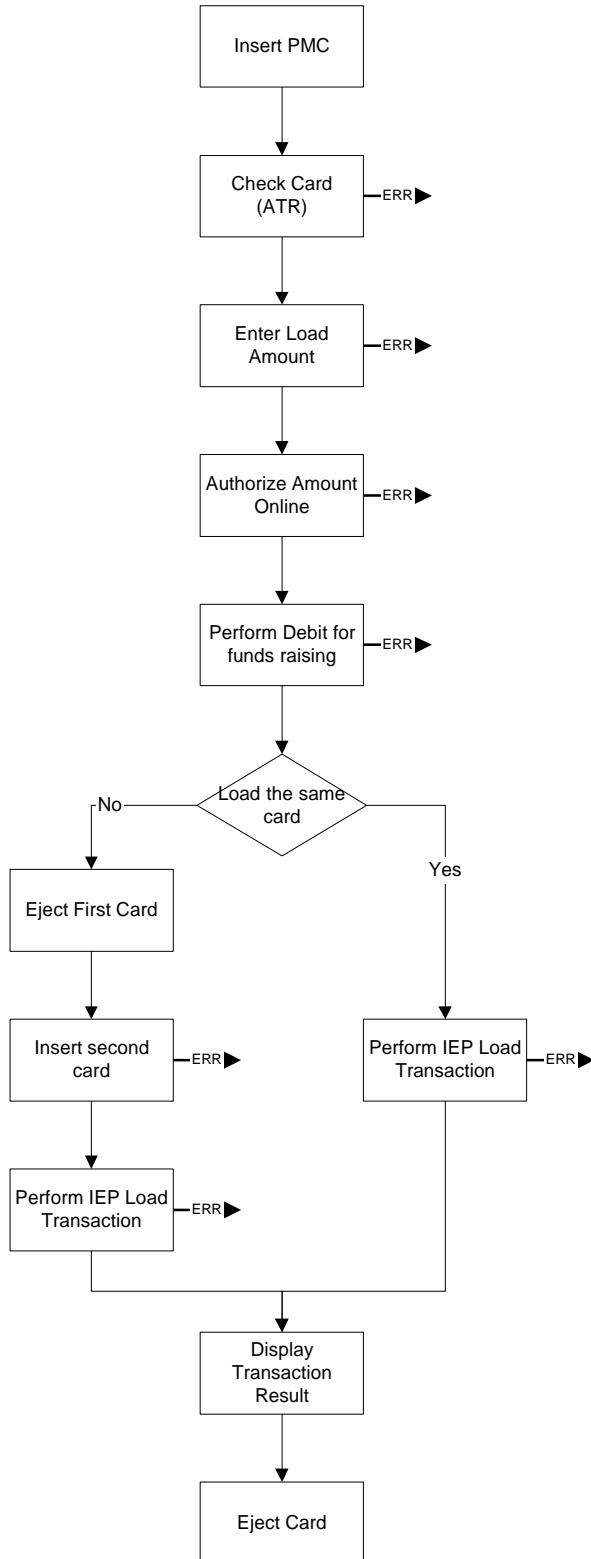 Insert PMC
Check Card
(ATR)
ERR
Enter Load
Amount
ERR
Authorize Amount
Online
ERR
Perform Debit for
funds raising
ERR
Load the same
card
No
Yes
Eject First Card
Insert second
card
ERR
Perform IEP Load
Transaction
ERR
Perform IEP Load
Transaction
ERR
Display
Transaction
Result
Eject Card